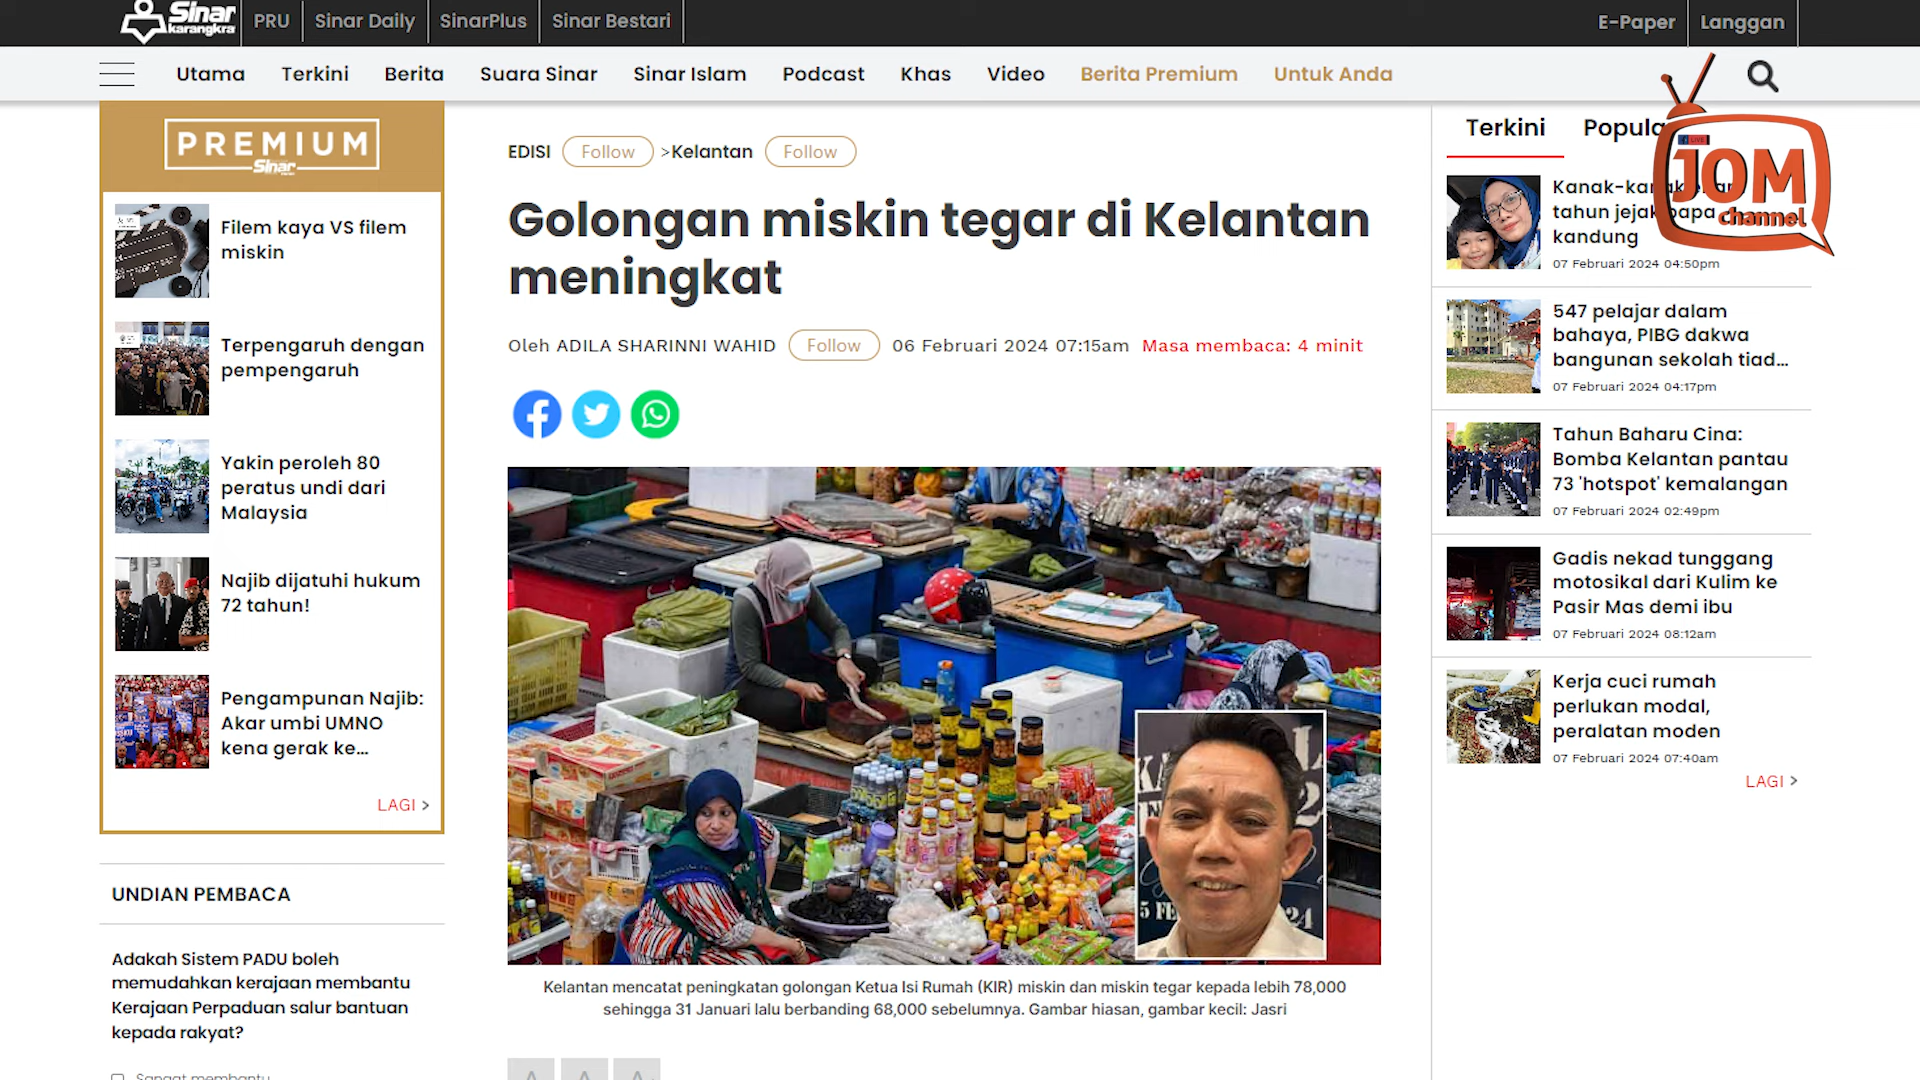 Sinar
karangkraf
PRU
Sinar Daily
SinarPlus
Sinar Bestari
E-Paper
Langgan
Utama
Terkini
Berita
Suara Sinar
Sinar Islam
Podcast
Khas
Video
Berita Premium
Untuk Anda
PREMIUM
Sinar
Filem kaya VS filem
miskin
Terpengaruh dengan
pempengaruh
Yakin peroleh 80
peratus undi dari
Malaysia
Najib dijatuhi hukum
72 tahun!
Pengampunan Najib:
Akar umbi UMNO
kena gerak ke...
LAGI >
UNDIAN PEMBACA
Adakah Sistem PADU boleh
memudahkan kerajaan membantu
Kerajaan Perpaduan salur bantuan
kepada rakyat?
Sangat membantu
EDISI Follow >Kelantan Follow
Golongan miskin tegar di Kelantan
meningkat
Oleh ADILA SHARINNI WAHID Follow 06 Februari 2024 07:15am Masa membaca: 4 minit
Kelantan mencatat peningkatan golongan Ketua Isi Rumah (KIR) miskin dan miskin tegar kepada lebih 78,000
sehingga 31 Januari lalu berbanding 68,000 sebelumnya. Gambar hiasan, gambar kecil: Jasri
A A A
Terkini
Popula
LIVE
JOM
channel
tahun jejak bapa
kandung
07 Februari 2024 04:50pm
547 pelajar dalam
bahaya, PIBG dakwa
bangunan sekolah tiad...
07 Februari 2024 04:17pm
Tahun Baharu Cina:
Bomba Kelantan pantau
73 'hotspot' kemalangan
07 Februari 2024 02:49pm
Gadis nekad tunggang
motosikal dari Kulim ke
Pasir Mas demi ibu
07 Februari 2024 08:12am
Kerja cuci rumah
perlukan modal,
peralatan moden
07 Februari 2024 07:40am
LAGI >